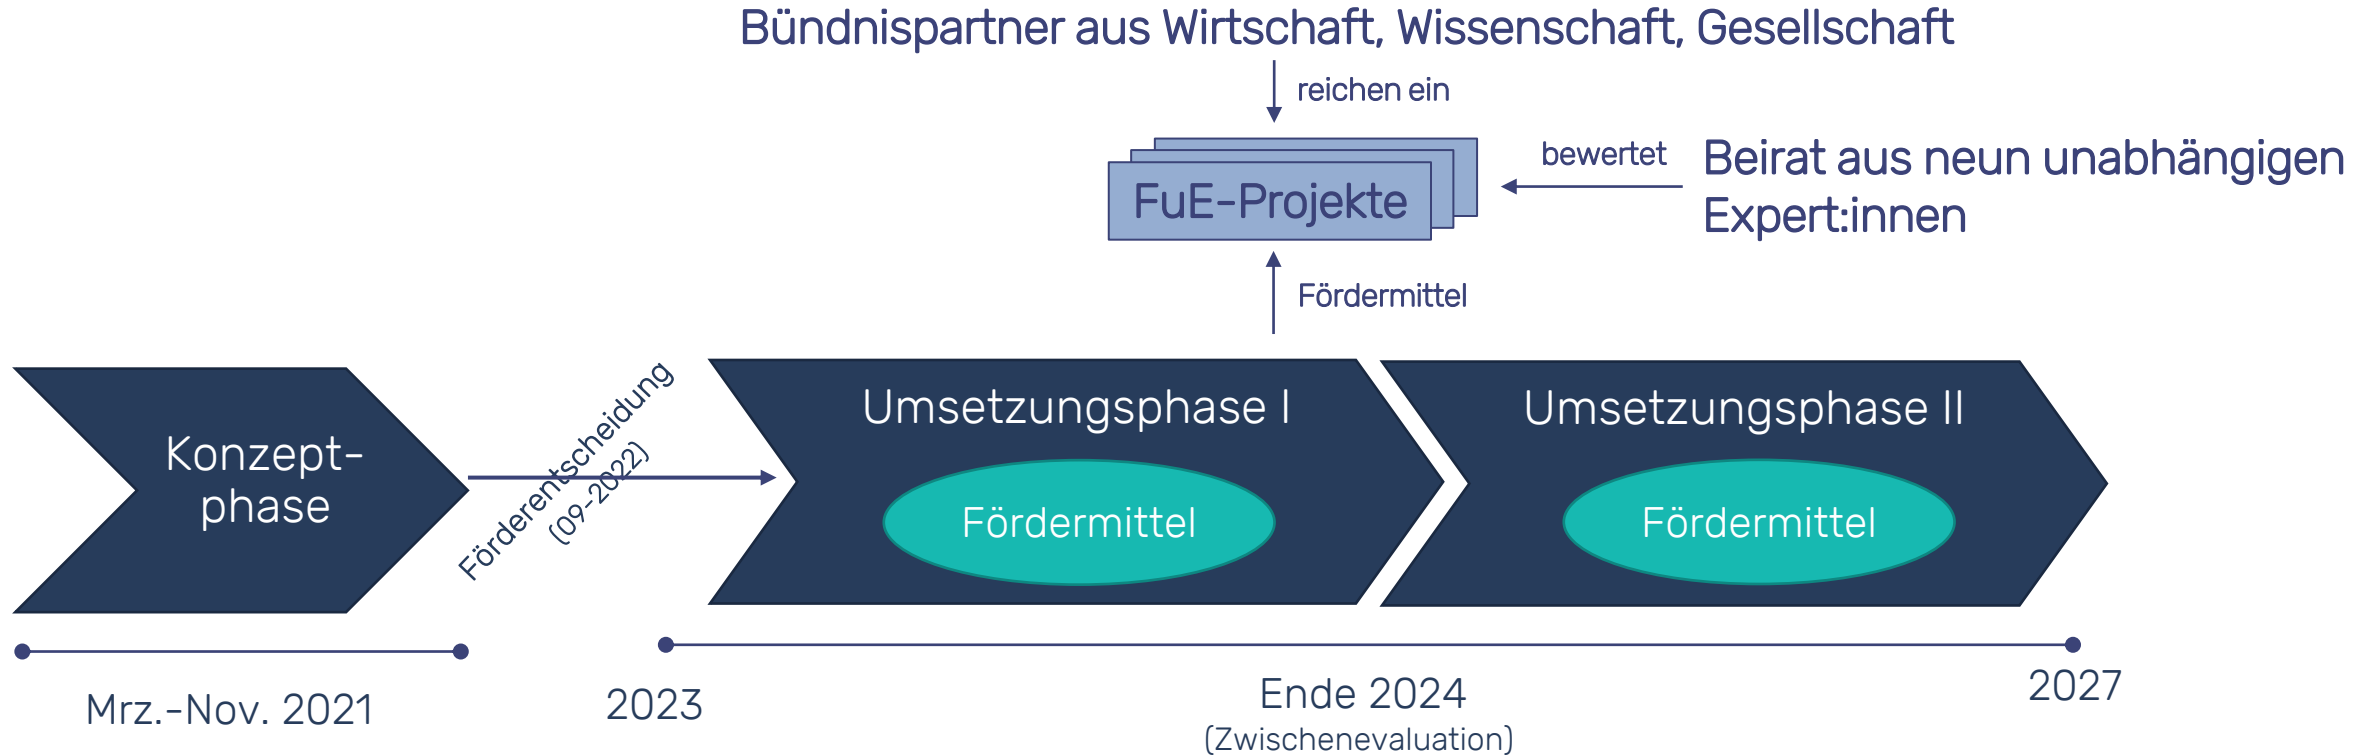 Bündnispartner aus Wirtschaft, Wissenschaft, Gesellschaft
reichen ein
bewertet
Beirat aus neun unabhängigen
Expert:innen
FuE-Projekte
Fördermittel
Konzept-
phase
Förderentscheidung
(09-2022)
Umsetzungsphase I
Fördermittel
Umsetzungsphase II
Fördermittel
Mrz.-Nov. 2021
2023
Ende 2024
(Zwischenevaluation)
2027